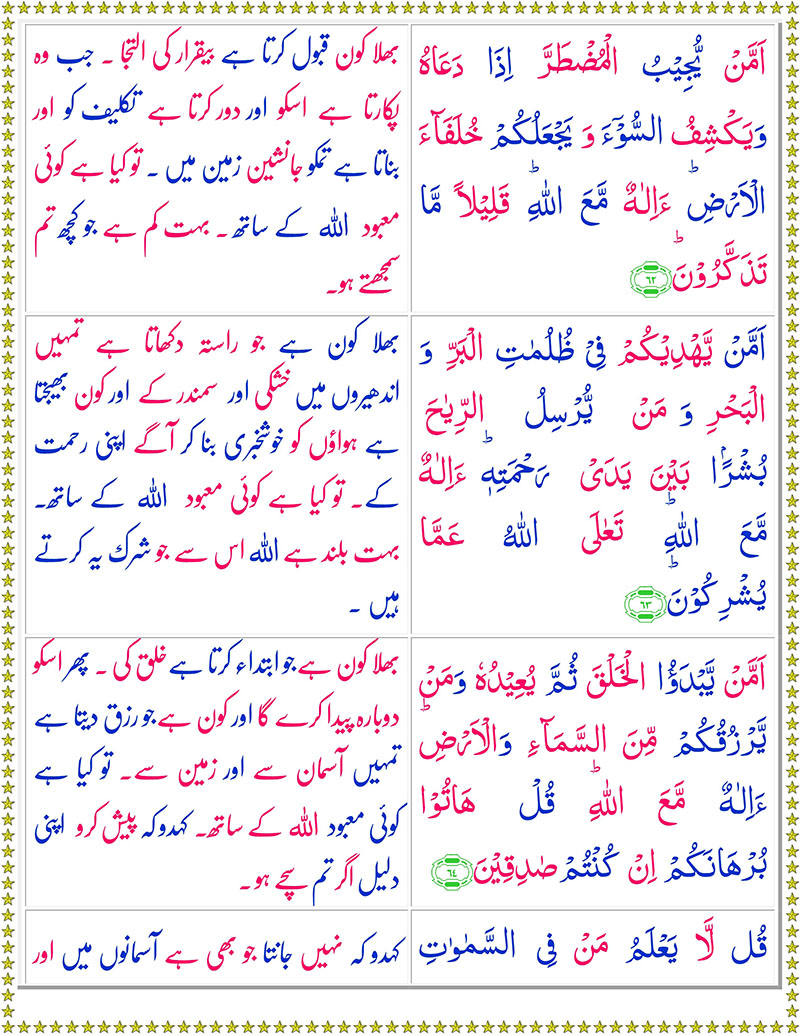 اَمَّنْ يُّجِيْبُ الْمُضْطَرَّ اِذَا دَعَاهُ
وَيَكْشِفُ السُّوْٓءَ وَ يَجْعَلُكُمْ خُلَفَآءَ
الْاَرْضِ ؕ ءَاِلٰهٌ مَّعَ اللّٰهِ ؕ قَلِيْلًا مَّا
تَذَكَّرُوْنَ ؕ ﴿٦٢﴾
بھلا کون قبول کرتا ہے بیقرار کی التجا ۔ جب وہ
پکارتا ہے اسکو اور دور کرتا ہے تکلیف کو اور
بناتا ہے تمکو جانشین زمین میں ۔ تو کیا ہے کوئی
معبود اللہ کے ساتھ ۔ بہت کم ہے جو کچھ تم
سمجھتے ہو۔
اَمَّنْ يَّهْدِيْكُمْ فِىْ ظُلُمٰتِ الْبَرِّ وَ
الْبَحْرِ وَ مَنْ يُّرْسِلُ الرِّيٰحَ
بُشْرًۢا بَيْنَ يَدَىْ رَحْمَتِهٖ ؕ ءَاِلٰهٌ
مَّعَ اللّٰهِ ؕ تَعٰلَى اللّٰهُ عَمَّا
يُشْرِكُوْنَ ؕ ﴿٦٣﴾
بھلا کون ہے جو راستہ دکھاتا ہے تمہیں
اندھیروں میں خشکی اور سمندر کے اور کون بھیجتا
ہے ہواؤں کو خوشخبری بنا کر آگے اپنی رحمت
کے۔ تو کیا ہے کوئی معبود اللہ کے ساتھ۔
بہت بلند ہے اللہ اس سے جو شرک یہ کرتے
ہیں ۔
اَمَّنْ يَّبْدَؤُا الْخَلْقَ ثُمَّ يُعِيْدُهٗ وَمَنْ
يَّرْزُقُكُمْ مِّنَ السَّمَآءِ وَالْاَرْضِ ؕ
ءَاِلٰهٌ مَّعَ اللّٰهِ ؕ قُلْ هَاتُوْا
بُرْهَانَكُمْ اِنْ كُنْتُمْ صٰدِقِيْنَ ﴿٦٤﴾
بھلا کون ہے جو ابتداء کرتا ہے خلق کی ۔ پھر اسکو
دوبارہ پیدا کرے گا اور کون ہے جو رزق دیتا ہے
تمہیں آسمان سے اور زمین سے۔ تو کیا ہے
کوئی معبود اللہ کے ساتھ۔ کہدو کہ پیش کرو اپنی
دلیل اگر تم سچے ہو۔
قُل لَّا يَعْلَمُ مَنْ فِى السَّمٰوٰتِ
کہدو کہ نہیں جانتا جو بھی ہے آسمانوں میں اور